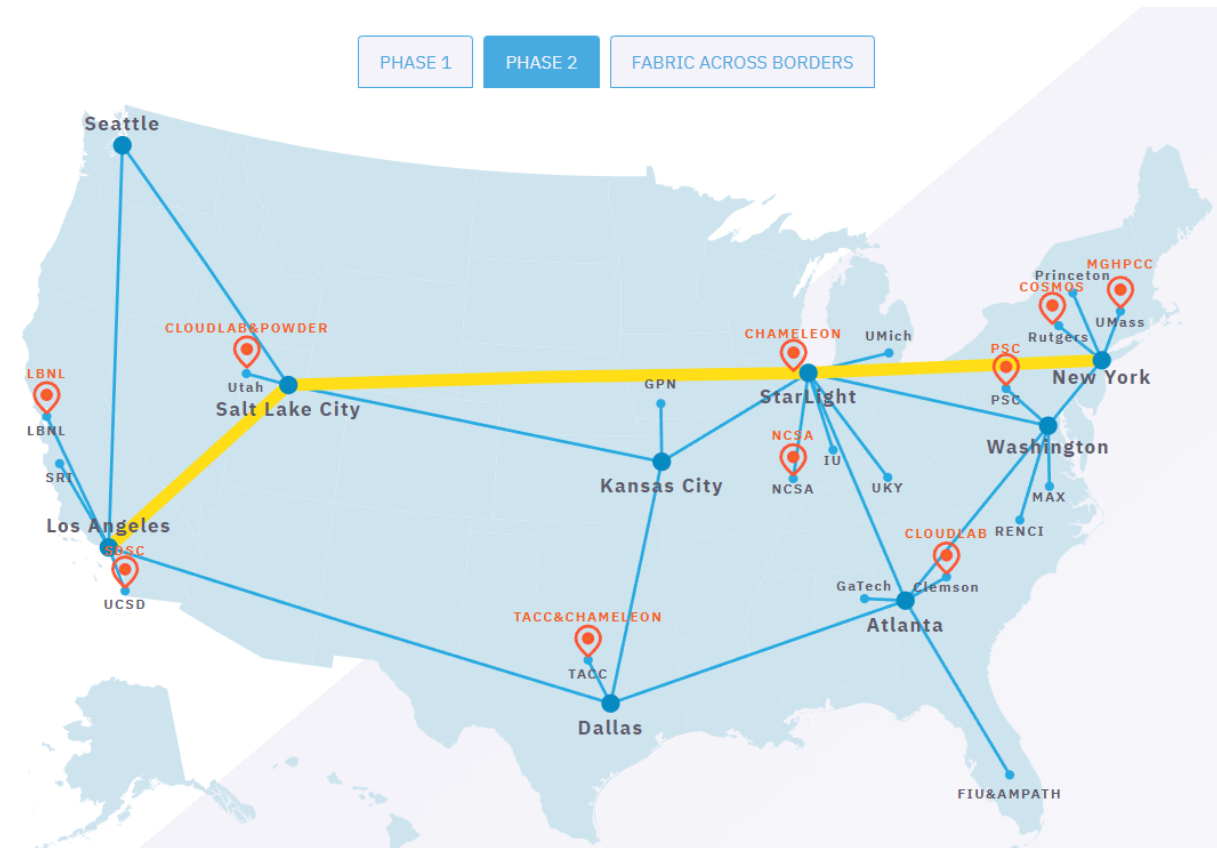 PHASE 1
PHASE 2
FABRIC ACROSS BORDERS
Seattle
MGHPCC
Princeton
COSMOS
UMass
Rutgers
CLOUDLAB&POWDER
CHAMELEON
UMich
PSC
LBNL
Utah
GPN
New York
StarLight
PSC
Salt Lake City
LBNL
NCSA
Washington
IU
SRI
Kansas City
NCSA
UKY
MAX
Los Angeles
CLOUDLAB
RENCI
SDSC
GaTech
Clemson
UCSD
TACC&CHAMELEON
Atlanta
TACC
Dallas
FIU&AMPATH